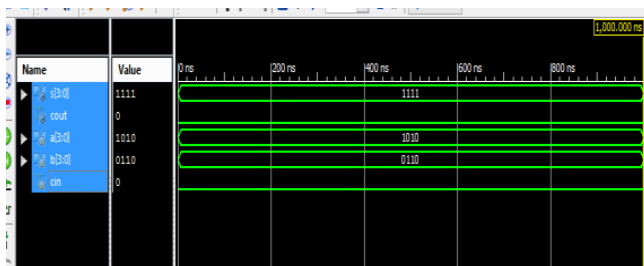 1,000.000 ns
Name Value 0 ns 200 ns 400 ns 600 ns 800 ns
s[3:0] 1111 1111
cout 0
a[3:0] 1010 1010
b[3:0] 0110 0110
cin 0